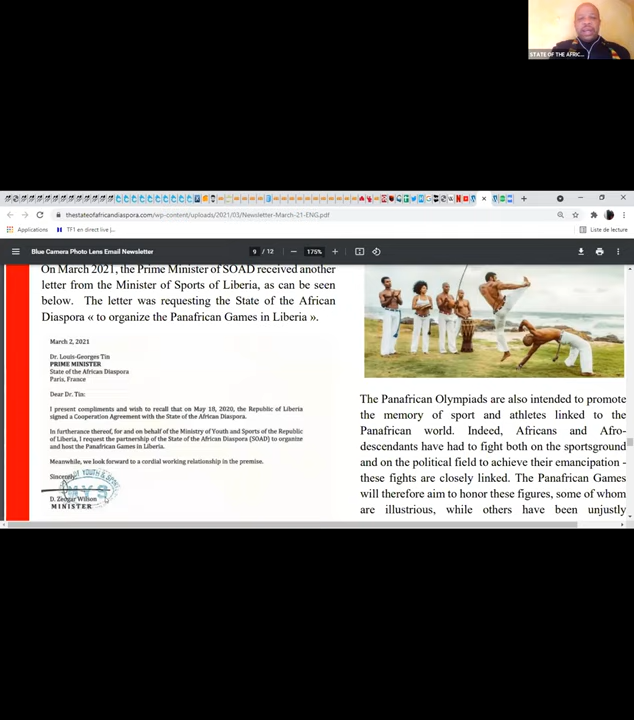 STATE OF THE AFRIC...
thestateofafricandiaspora.com/wp-content/uploads/2021/03/Newsletter-March-21-ENG.pdf
Applications
TF1 en direct live j...
Liste de lecture
Blue Camera Photo Lens Email Newsletter
9 / 12
175%
On March 2021, the Prime Minister of SOAD received another
letter from the Minister of Sports of Liberia, as can be seen
below. The letter was requesting the State of the African
Diaspora « to organize the Panafrican Games in Liberia ».
March 2, 2021
Dr. Louis-Georges Tin
PRIME MINISTER
State of the African Diaspora
Paris, France
Dear Dr. Tin:
I present compliments and wish to recall that on May 18, 2020, the Republic of Liberia
signed a Cooperation Agreement with the State of the African Diaspora.
In furtherance thereof, for and on behalf of the Ministry of Youth and Sports of the Republic
of Liberia, I request the partnership of the State of the African Diaspora (SOAD) to organize
and host the Panafrican Games in Liberia.
Meanwhile, we look forward to a cordial working relationship in the premise.
Sincerely,
OF YOUTH & SPO
M Y S
D. Zeogar Wilson
MINISTER
The Panafrican Olympiads are also intended to promote
the memory of sport and athletes linked to the
Panafrican world. Indeed, Africans and Afro-
descendants have had to fight both on the sportsground
and on the political field to achieve their emancipation -
these fights are closely linked. The Panafrican Games
will therefore aim to honor these figures, some of whom
are illustrious, while others have been unjustly